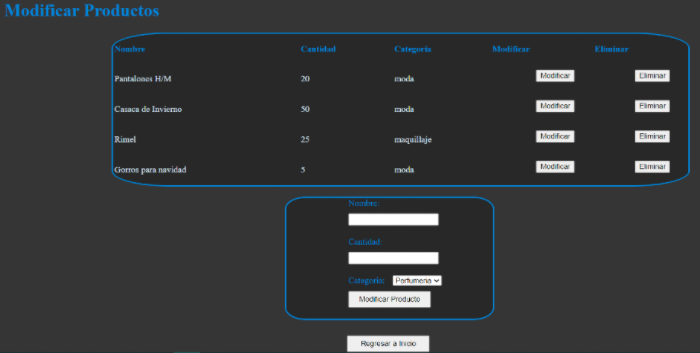 Modificar Productos
Nombre Cantidad Categoria Modificar Eliminar
Pantalones H/M 20 moda Modificar Eliminar
Casaca de Invierno 50 moda Modificar Eliminar
Rimel 25 maquillaje Modificar Eliminar
Gorros para navidad 5 moda Modificar Eliminar
Nombre:
Cantidad:
Categoria: Perfumeria
Modificar Producto
Regresar a Inicio